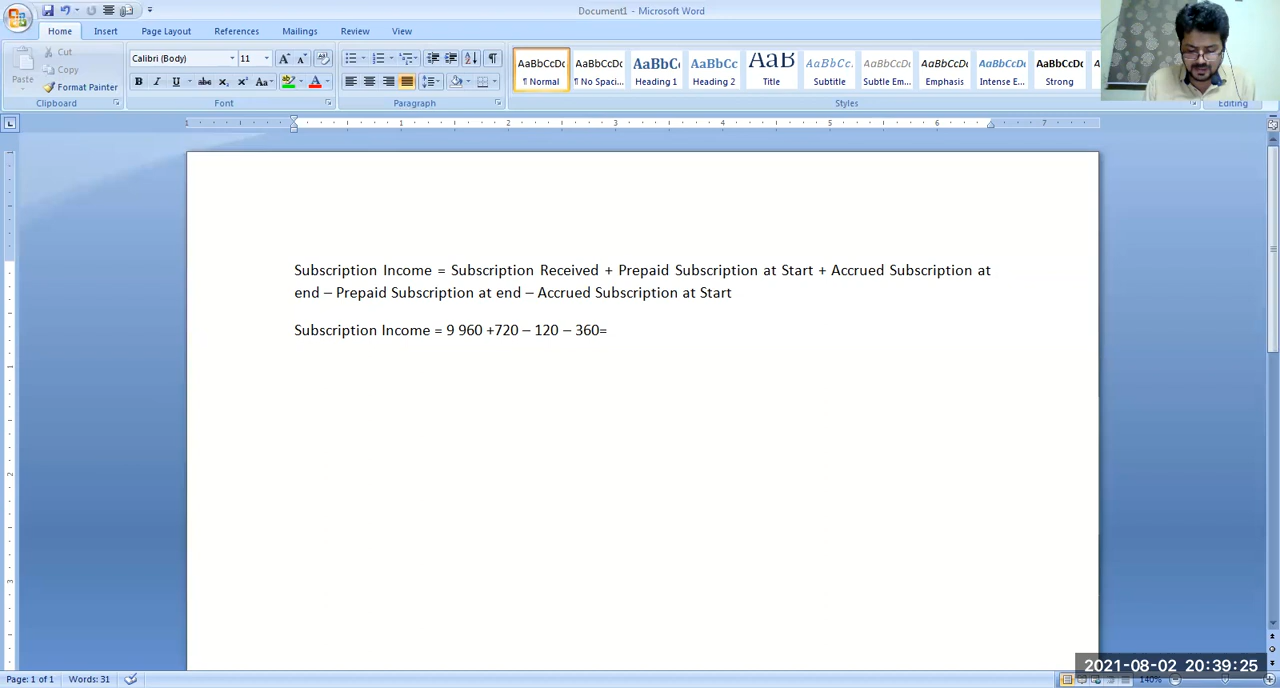 Document1 - Microsoft Word
Home Insert Page Layout References Mailings Review View
Cut
Copy
Paste
Format Painter
Clipboard
Calibri (Body) 11
Font
Paragraph
AaBbCcDc AaBbCcDc AaBbC AaBbCc AaB AaBbCc. AaBbCcDc AaBbCcDc AaBbCcDc AaBbCcDc
¶ Normal ¶ No Spaci... Heading 1 Heading 2 Title Subtitle Subtle Em... Emphasis Intense E... Strong
Styles
Editing
Subscription Income = Subscription Received + Prepaid Subscription at Start + Accrued Subscription at
end – Prepaid Subscription at end – Accrued Subscription at Start
Subscription Income = 9 960 +720 – 120 – 360=
2021-08-02 20:39:25
Page: 1 of 1 Words: 31 140%